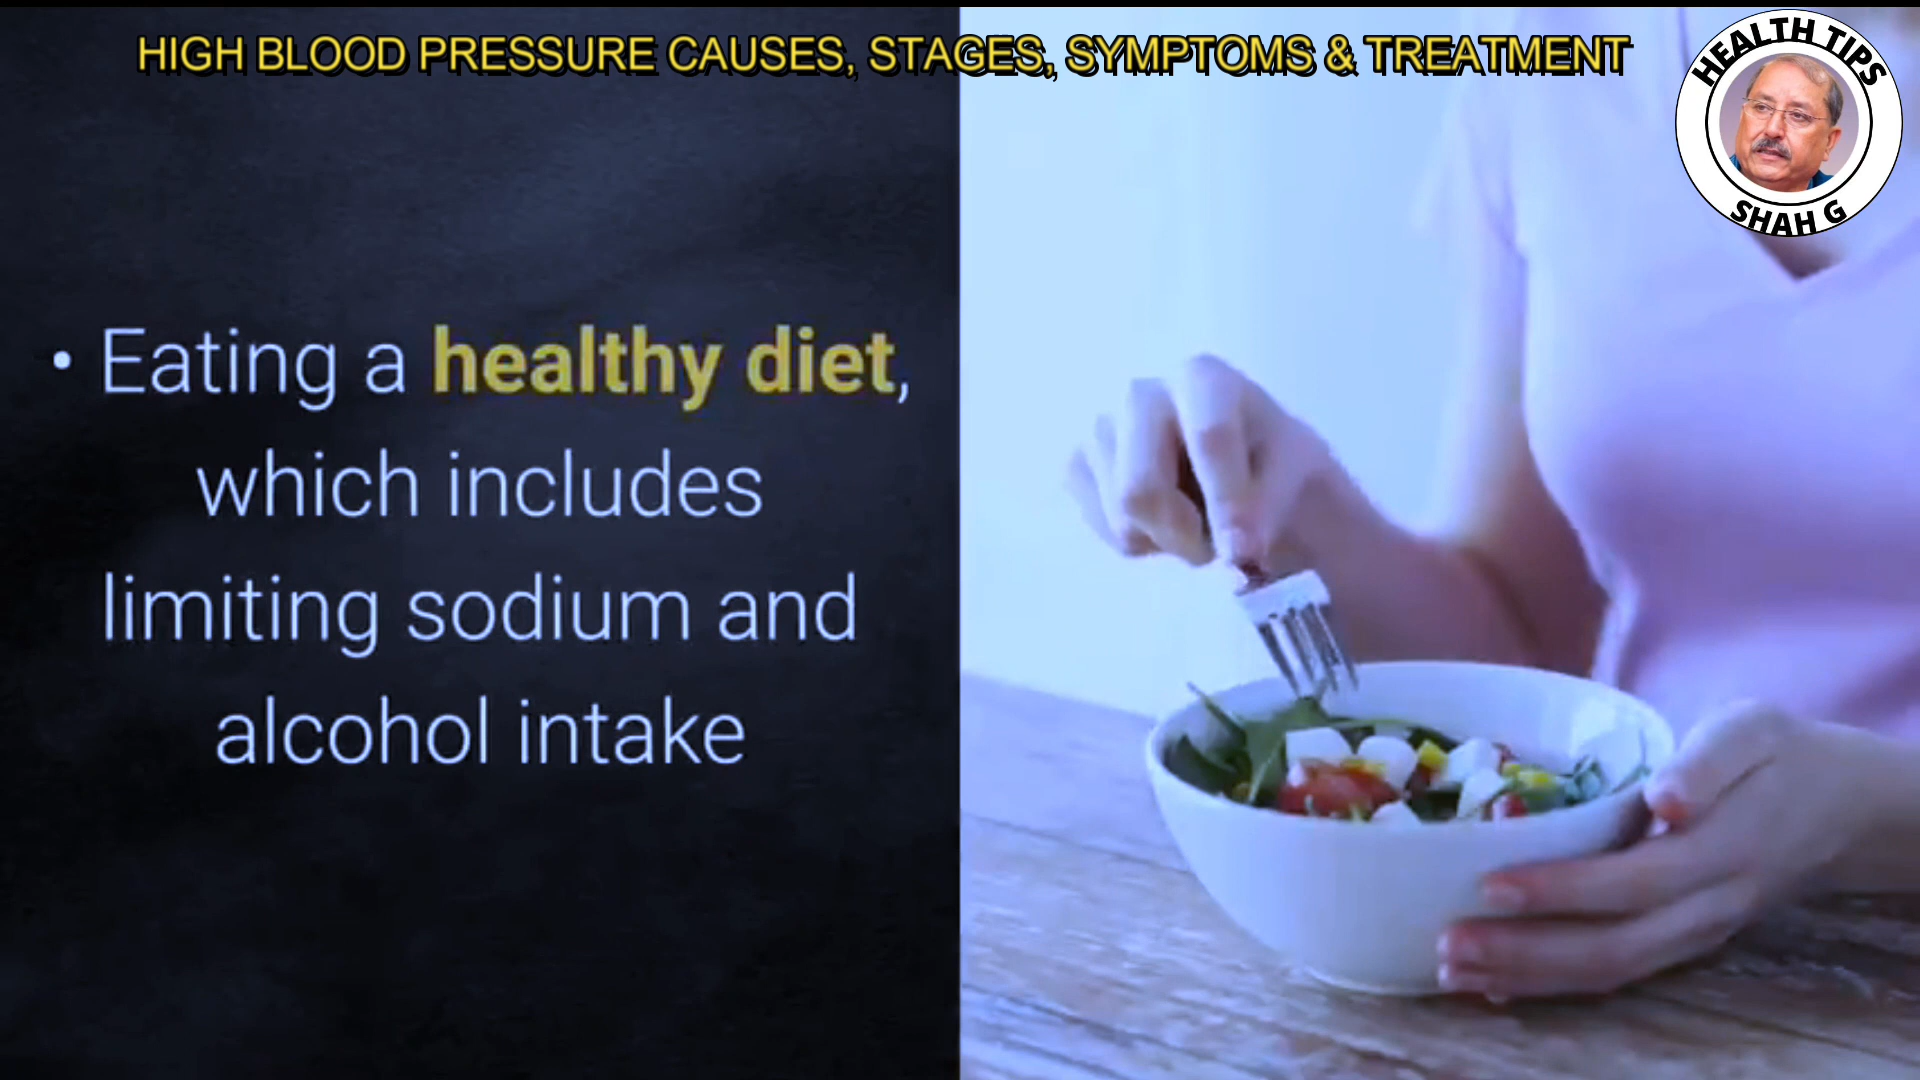 HIGH BLOOD PRESSURE CAUSES, STAGES, SYMPTOMS & TREATMENT
HEALTH TIPS
SHAH G
• Eating a healthy diet,
which includes
limiting sodium and
alcohol intake